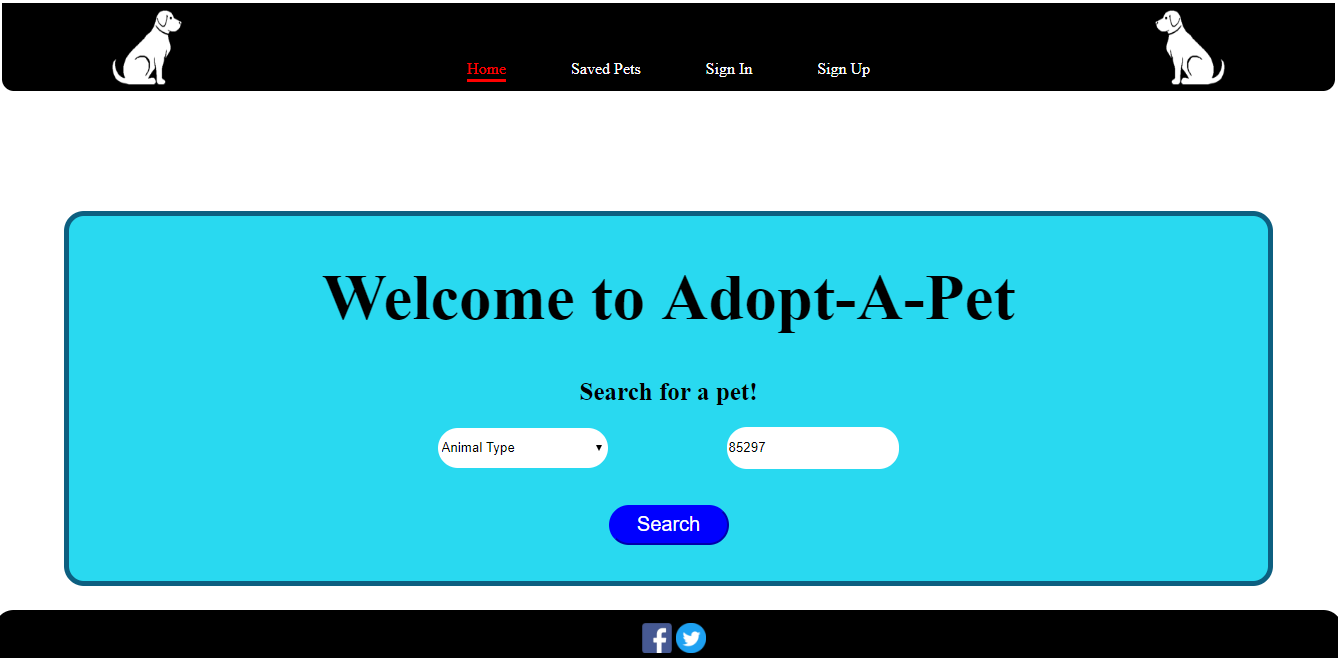 Home Saved Pets Sign In Sign Up
Welcome to Adopt-A-Pet
Search for a pet!
Animal Type 85297
Search